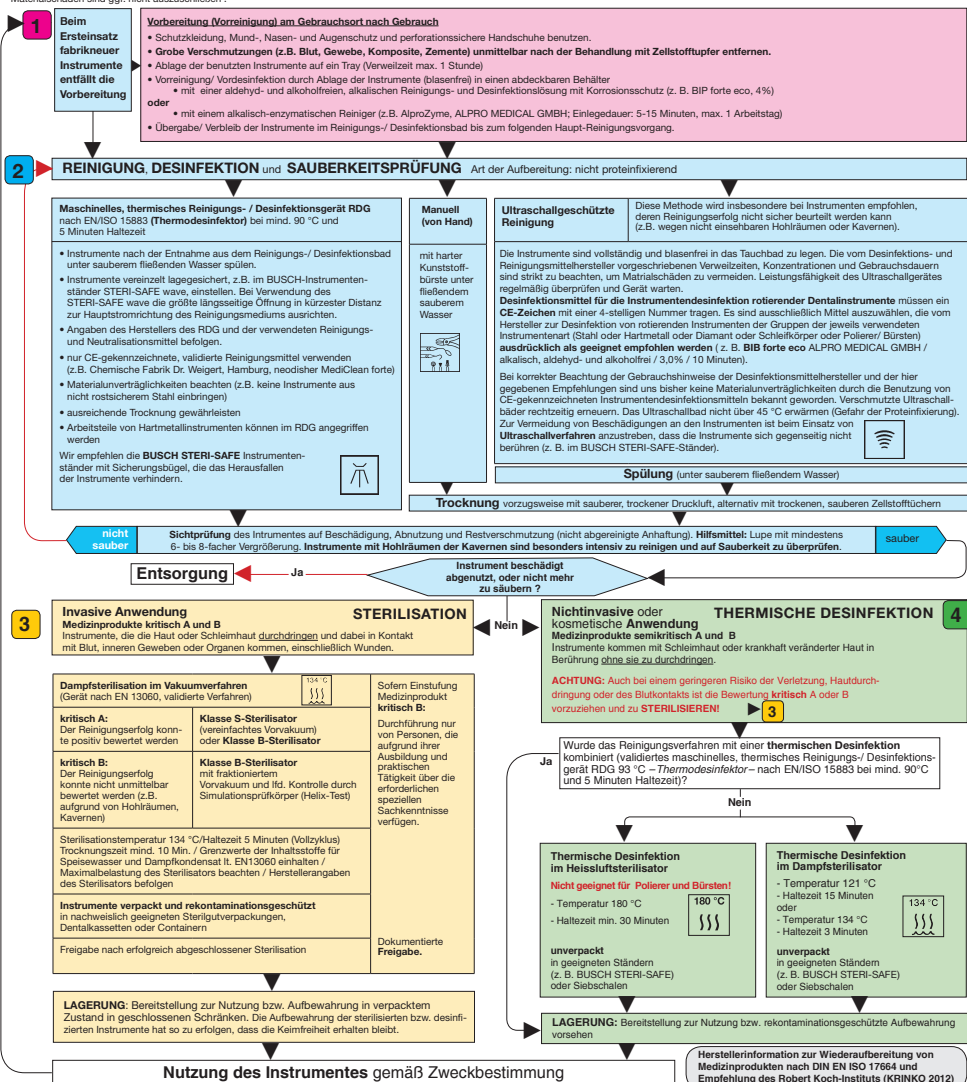 Materialschäden sind ggf. nicht auszuschließen .
1
Beim
Ersteinsatz
fabrikneuer
Instrumente
entfällt die
Vorbereitung
Vorbereitung (Vorreinigung) am Gebrauchsort nach Gebrauch
• Schutzkleidung, Mund-, Nasen- und Augenschutz und perforationssichere Handschuhe benutzen.
• Grobe Verschmutzungen (z.B. Blut, Gewebe, Komposite, Zemente) unmittelbar nach der Behandlung mit Zellstofftupfer entfernen.
• Ablage der benutzten Instrumente auf ein Tray (Verweilzeit max. 1 Stunde)
• Vorreinigung/ Vordesinfektion durch Ablage der Instrumente (blasenfrei) in einen abdeckbaren Behälter
• mit einer aldehyd- und alkoholfreien, alkalischen Reinigungs- und Desinfektionslösung mit Korrosionsschutz (z. B. BIP forte eco, 4%)
oder
• mit einem alkalisch-enzymatischen Reiniger (z.B. AlproZyme, ALPRO MEDICAL GMBH; Einlegedauer: 5-15 Minuten, max. 1 Arbeitstag)
• Übergabe/ Verbleib der Instrumente im Reinigungs-/ Desinfektionsbad bis zum folgenden Haupt-Reinigungsvorgang.
2
REINIGUNG, DESINFEKTION und SAUBERKEITSPRÜFUNG Art der Aufbereitung: nicht proteinfixierend
Maschinelles, thermisches Reinigungs- / Desinfektionsgerät RDG
nach EN/ISO 15883 (Thermodesinfektor) bei mind. 90 °C und
5 Minuten Haltezeit
• Instrumente nach der Entnahme aus dem Reinigungs-/ Desinfektionsbad
unter sauberem fließenden Wasser spülen.
• Instrumente vereinzelt lagesichert, z.B. im BUSCH-Instrumenten-
ständer STERI-SAFE wave, einstellen. Bei Verwendung des
STERI-SAFE wave die größte längsseitige Öffnung in kürzester Distanz
zur Hauptstromrichtung des Reinigungsmediums ausrichten.
• Angaben des Herstellers des RDG und der verwendeten Reinigungs-
und Neutralisationsmittel befolgen.
• nur CE-gekennzeichnete, validierte Reinigungsmittel verwenden
(z.B. Chemische Fabrik Dr. Weigert, Hamburg, neodisher MediClean forte)
• Materialunverträglichkeiten beachten (z.B. keine Instrumente aus
nicht rostsicherem Stahl einbringen)
• ausreichende Trocknung gewährleisten
• Arbeitsteile von Hartmetallinstrumenten können im RDG angegriffen
werden
Wir empfehlen die BUSCH STERI-SAFE Instrumenten-
ständer mit Sicherungsbügel, die das Herausfallen
der Instrumente verhindern.
Manuell
(von Hand)
mit harter
Kunststoff-
bürste unter
fließendem
sauberem
Wasser
Ultraschallgeschützte
Reinigung
Diese Methode wird insbesondere bei Instrumenten empfohlen,
deren Reinigungserfolg nicht sicher beurteilt werden kann
(z.B. wegen nicht einsehbaren Hohlräumen oder Kavernen).
Die Instrumente sind vollständig und blasenfrei in das Tauchbad zu legen. Die vom Desinfektions- und
Reinigungsmittelhersteller vorgeschriebenen Verweilzeiten, Konzentrationen und Gebrauchsdauern
sind strikt zu beachten, um Matrialschäden zu vermeiden. Leistungsfähigkeit des Ultraschallgerätes
regelmäßig überprüfen und Gerät warten.
Desinfektionsmittel für die Instrumentendesinfektion rotierender Dentalinstrumente müssen ein
CE-Zeichen mit einer 4-stelligen Nummer tragen. Es sind ausschließlich Mittel auszuwählen, die vom
Hersteller zur Desinfektion von rotierenden Instrumenten der Gruppen der jeweils verwendeten
Instrumentenart (Stahl oder Hartmetall oder Diamant oder Schleifkörper oder Polierer/ Bürsten)
ausdrücklich als geeignet empfohlen werden ( z. B. BIB forte eco ALPRO MEDICAL GMBH /
alkalisch, aldehyd- und alkoholfrei / 3,0% / 10 Minuten).
Bei korrekter Beachtung der Gebrauchshinweise der Desinfektionsmittelhersteller und der hier
gegebenen Empfehlungen sind uns bisher keine Materialunverträglichkeiten durch die Benutzung von
CE-gekennzeichneten Instrumentendesinfektionsmitteln bekannt geworden. Verschmutzte Ultraschall-
bäder rechtzeitig erneuern. Das Ultraschallbad nicht über 45 °C erwärmen (Gefahr der Proteinfixierung).
Zur Vermeidung von Beschädigungen an den Instrumenten ist beim Einsatz von
Ultraschallverfahren anzustreben, dass die Instrumente sich gegenseitig nicht
berühren (z. B. im BUSCH STERI-SAFE-Ständer).
Spülung (unter sauberem fließendem Wasser)
Trocknung vorzugsweise mit sauberer, trockener Druckluft, alternativ mit trockenen, sauberen Zellstofftüchern
nicht
sauber
Sichtprüfung des Instrumentes auf Beschädigung, Abnutzung und Restverschmutzung (nicht abgereinigte Anhaftung). Hilfsmittel: Lupe mit mindestens
6- bis 8-facher Vergrößerung. Instrumente mit Hohlräumen der Kavernen sind besonders intensiv zu reinigen und auf Sauberkeit zu überprüfen.
sauber
Entsorgung
Ja
Instrument beschädigt
abgenutzt, oder nicht mehr
zu säubern ?
Nein
3
Invasive Anwendung STERILISATION
Medizinprodukte kritisch A und B
Instrumente, die die Haut oder Schleimhaut durchdringen und dabei in Kontakt
mit Blut, inneren Geweben oder Organen kommen, einschließlich Wunden.
Dampfsterilisation im Vakuumverfahren
(Gerät nach EN 13060, validierte Verfahren)
134 °C
kritisch A:
Der Reinigungserfolg konn-
te positiv bewertet werden
Klasse S-Sterilisator
(vereinfachtes Vorvakuum)
oder Klasse B-Sterilisator
kritisch B:
Der Reinigungserfolg
konnte nicht unmittelbar
bewertet werden (z.B.
aufgrund von Hohlräumen,
Kavernen)
Klasse B-Sterilisator
mit fraktioniertem
Vorvakuum und lfd. Kontrolle durch
Simulationsprüfkörper (Helix-Test)
Sterilisationstemperatur 134 °C/Haltezeit 5 Minuten (Vollzyklus)
Trocknungszeit mind. 10 Min. / Grenzwerte der Inhaltsstoffe für
Speisewasser und Dampfkondensat lt. EN13060 einhalten /
Maximalbelastung des Sterilisators beachten / Herstellerangaben
des Sterilisators befolgen
Instrumente verpackt und rekontaminationsgeschützt
in nachweislich geeigneten Sterilgutverpackungen,
Dentalkassetten oder Containern
Freigabe nach erfolgreich abgeschlossener Sterilisation
Sofern Einstufung
Medizinprodukt
kritisch B:
Durchführung nur
von Personen, die
aufgrund ihrer
Ausbildung und
praktischen
Tätigkeit über die
erforderlichen
speziellen
Sachkenntnisse
verfügen.
Dokumentierte
Freigabe.
LAGERUNG: Bereitstellung zur Nutzung bzw. Aufbewahrung in verpacktem
Zustand in geschlossenen Schränken. Die Aufbewahrung der sterilisierten bzw. desinfi-
zierten Instrumente hat so zu erfolgen, dass die Keimfreiheit erhalten bleibt.
4
Nichtinvasive oder THERMISCHE DESINFEKTION
kosmetische Anwendung
Medizinprodukte semikritisch A und B
Instrumente kommen mit Schleimhaut oder krankhaft veränderter Haut in
Berührung ohne sie zu durchdringen.
ACHTUNG: Auch bei einem geringeren Risiko der Verletzung, Hautdurch-
dringung oder des Blutkontakts ist die Bewertung kritisch A oder B
vorzuziehen und zu STERILISIEREN!
3
Ja
Wurde das Reinigungsverfahren mit einer thermischen Desinfektion
kombiniert (validiertes maschinelles, thermisches Reinigungs-/ Desinfektions-
gerät RDG 93 °C –Thermodesinfektor– nach EN/ISO 15883 bei mind. 90°C
und 5 Minuten Haltezeit)?
Nein
Thermische Desinfektion
im Heissluftsterilisator
Nicht geeignet für Polierer und Bürsten!
- Temperatur 180 °C
- Haltezeit min. 30 Minuten
180 °C
unverpackt
in geeigneten Ständern
(z. B. BUSCH STERI-SAFE)
oder Siebschalen
Thermische Desinfektion
im Dampfsterilisator
- Temperatur 121 °C
- Haltezeit 15 Minuten
oder
- Temperatur 134 °C
- Haltezeit 3 Minuten
134 °C
unverpackt
in geeigneten Ständern
(z. B. BUSCH STERI-SAFE)
oder Siebschalen
LAGERUNG: Bereitstellung zur Nutzung bzw. rekontaminationsgeschützte Aufbewahrung
vorsehen
Nutzung des Instrumentes gemäß Zweckbestimmung
Herstellerinformation zur Wiederaufbereitung von
Medizinprodukten nach DIN EN ISO 17664 und
Empfehlung des Robert Koch-Instituts (KRINKO 2012)